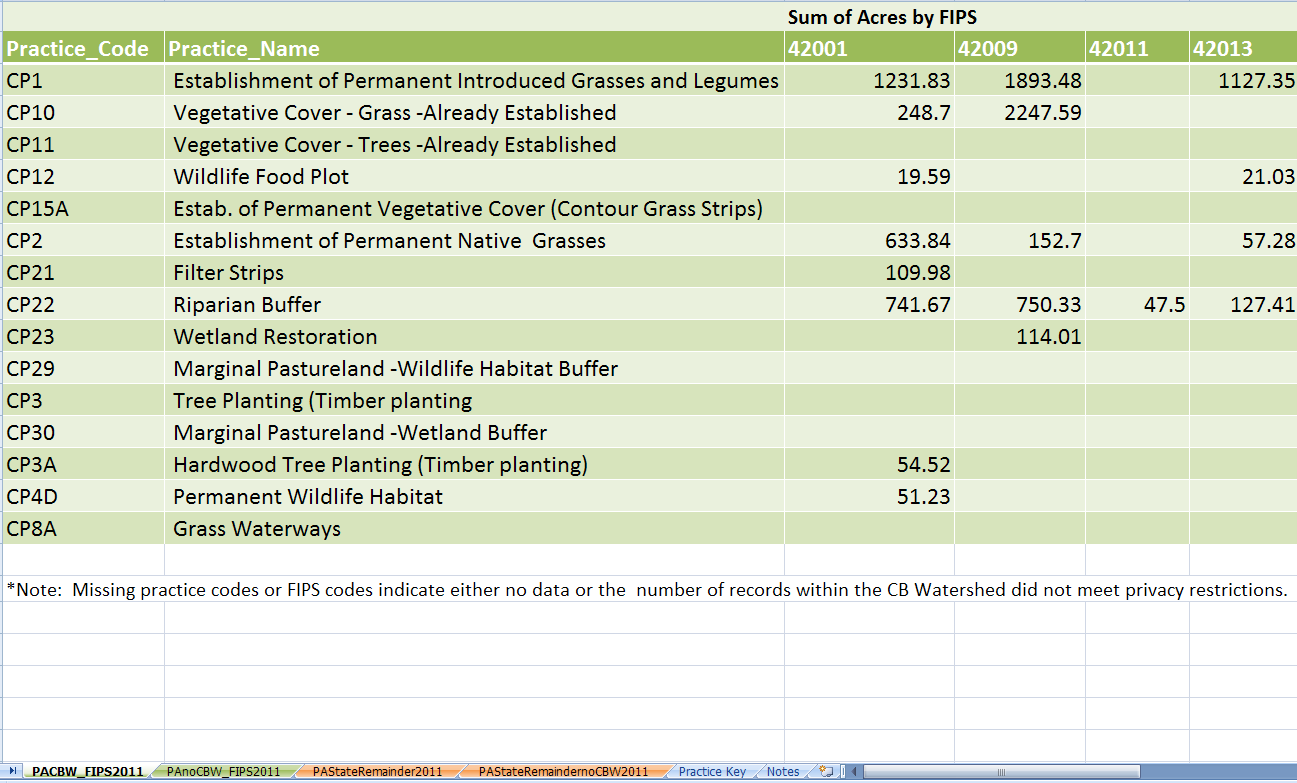 Sum of Acres by FIPS
Practice_Code Practice_Name 42001 42009 42011 42013
CP1 Establishment of Permanent Introduced Grasses and Legumes 1231.83 1893.48 1127.35
CP10 Vegetative Cover - Grass -Already Established 248.7 2247.59
CP11 Vegetative Cover - Trees -Already Established
CP12 Wildlife Food Plot 19.59 21.03
CP15A Estab. of Permanent Vegetative Cover (Contour Grass Strips)
CP2 Establishment of Permanent Native  Grasses 633.84 152.7 57.28
CP21 Filter Strips 109.98
CP22 Riparian Buffer 741.67 750.33 47.5 127.41
CP23 Wetland Restoration 114.01
CP29 Marginal Pastureland -Wildlife Habitat Buffer
CP3 Tree Planting (Timber planting
CP30 Marginal Pastureland -Wetland Buffer
CP3A Hardwood Tree Planting (Timber planting) 54.52
CP4D Permanent Wildlife Habitat 51.23
CP8A Grass Waterways
*Note:  Missing practice codes or FIPS codes indicate either no data or the  number of records within the CB Watershed did not meet privacy restrictions.
PACBW_FIPS2011 PAnoCBW_FIPS2011 PAStateRemainder2011 PAStateRemaindernoCBW2011 Practice Key Notes